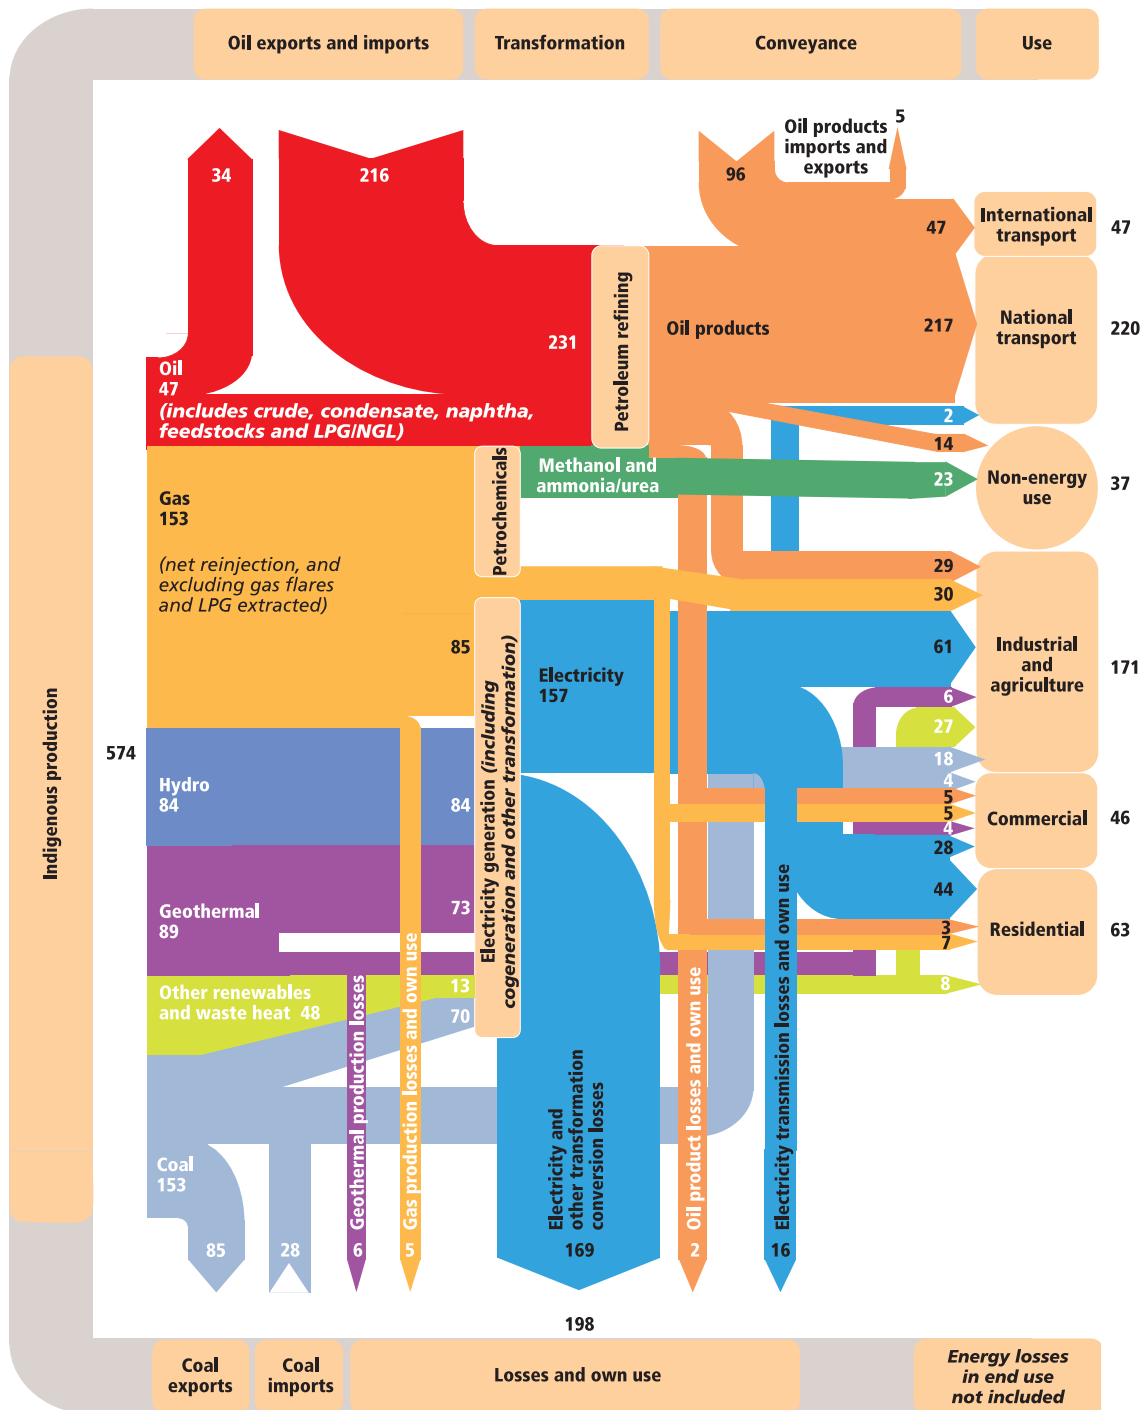 Oil exports and imports
Transformation
Conveyance
Use
34
216
96
Oil products
imports and
exports
5
47
International
transport
47
Oil
47
(includes crude, condensate, naphtha,
feedstocks and LPG/NGL)
231
Petroleum refining
Oil products
217
National
transport
220
2
14
Gas
153
(net reinjection, and
excluding gas flares
and LPG extracted)
Petrochemicals
Methanol and
ammonia/urea
23
Non-energy
use
37
29
30
85
Electricity generation (including
cogeneration and other transformation)
Electricity
157
61
Industrial
and
agriculture
171
6
27
18
Indigenous production
574
Hydro
84
84
4
5
5
4
28
Commercial
46
Geothermal
89
73
44
3
7
Residential
63
Other renewables
and waste heat 48
13
70
8
Coal
153
85
28
Geothermal production losses
6
Gas production losses and own use
5
Electricity and
other transformation
conversion losses
169
Oil product losses and own use
2
Electricity transmission losses and own use
16
198
Coal
exports
Coal
imports
Losses and own use
Energy losses
in end use
not included